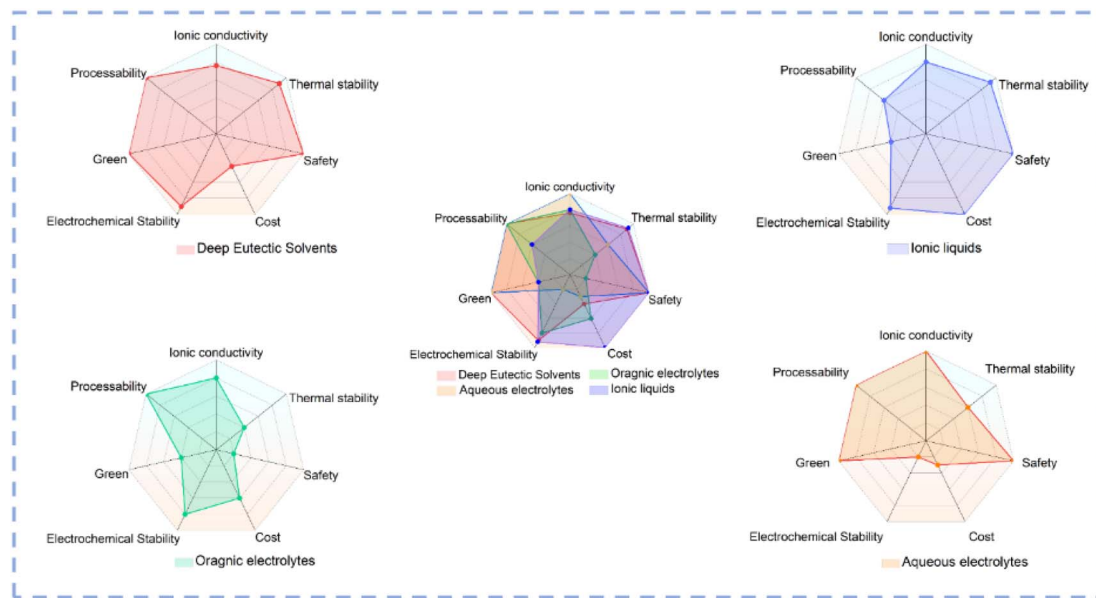 Ionic conductivity
Processability
Thermal stability
Green
Safety
Electrochemical Stability
Cost
Deep Eutectic Solvents
Ionic conductivity
Processability
Thermal stability
Green
Safety
Electrochemical Stability
Cost
Ionic liquids
Ionic conductivity
Processability
Thermal stability
Green
Safety
Electrochemical Stability
Cost
Deep Eutectic Solvents
Oragnic electrolytes
Aqueous electrolytes
Ionic liquids
Ionic conductivity
Processability
Thermal stability
Green
Safety
Electrochemical Stability
Cost
Oragnic electrolytes
Ionic conductivity
Processability
Thermal stability
Green
Safety
Electrochemical Stability
Cost
Aqueous electrolytes